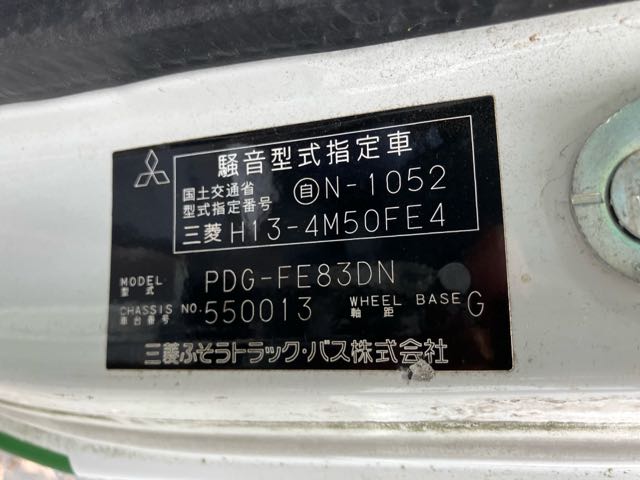 騒音型式指定車
国土交通省
型式指定番号 自N-1052
三菱 H13-4M50FE4
MODEL 型式 PDG-FE83DN
CHASSIS NO. 車台番号 550013 WHEEL BASE 軸距 G
三菱ふそうトラック・バス株式会社